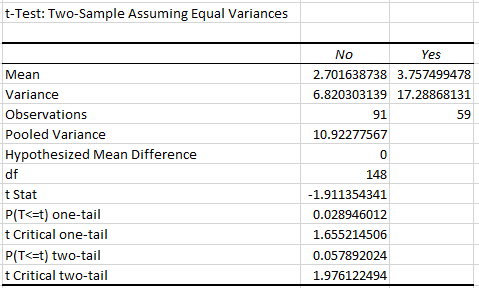 t-Test: Two-Sample Assuming Equal Variances
No Yes
Mean 2.701638738 3.757499478
Variance 6.820303139 17.28868131
Observations 91 59
Pooled Variance 10.92277567
Hypothesized Mean Difference 0
df 148
t Stat -1.911354341
P(T<=t) one-tail 0.028946012
t Critical one-tail 1.655214506
P(T<=t) two-tail 0.057892024
t Critical two-tail 1.976122494